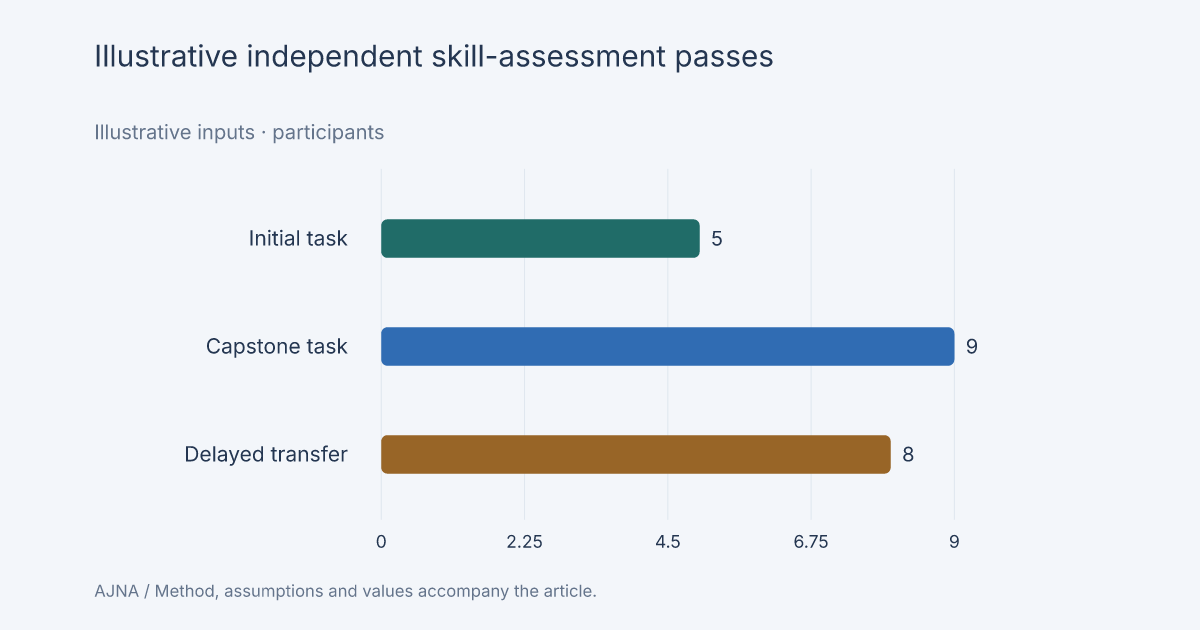 Illustrative independent skill-assessment passes
Illustrative inputs · participants
Initial task 5
Capstone task 9
Delayed transfer 8
0 2.25 4.5 6.75 9
AJNA / Method, assumptions and values accompany the article.